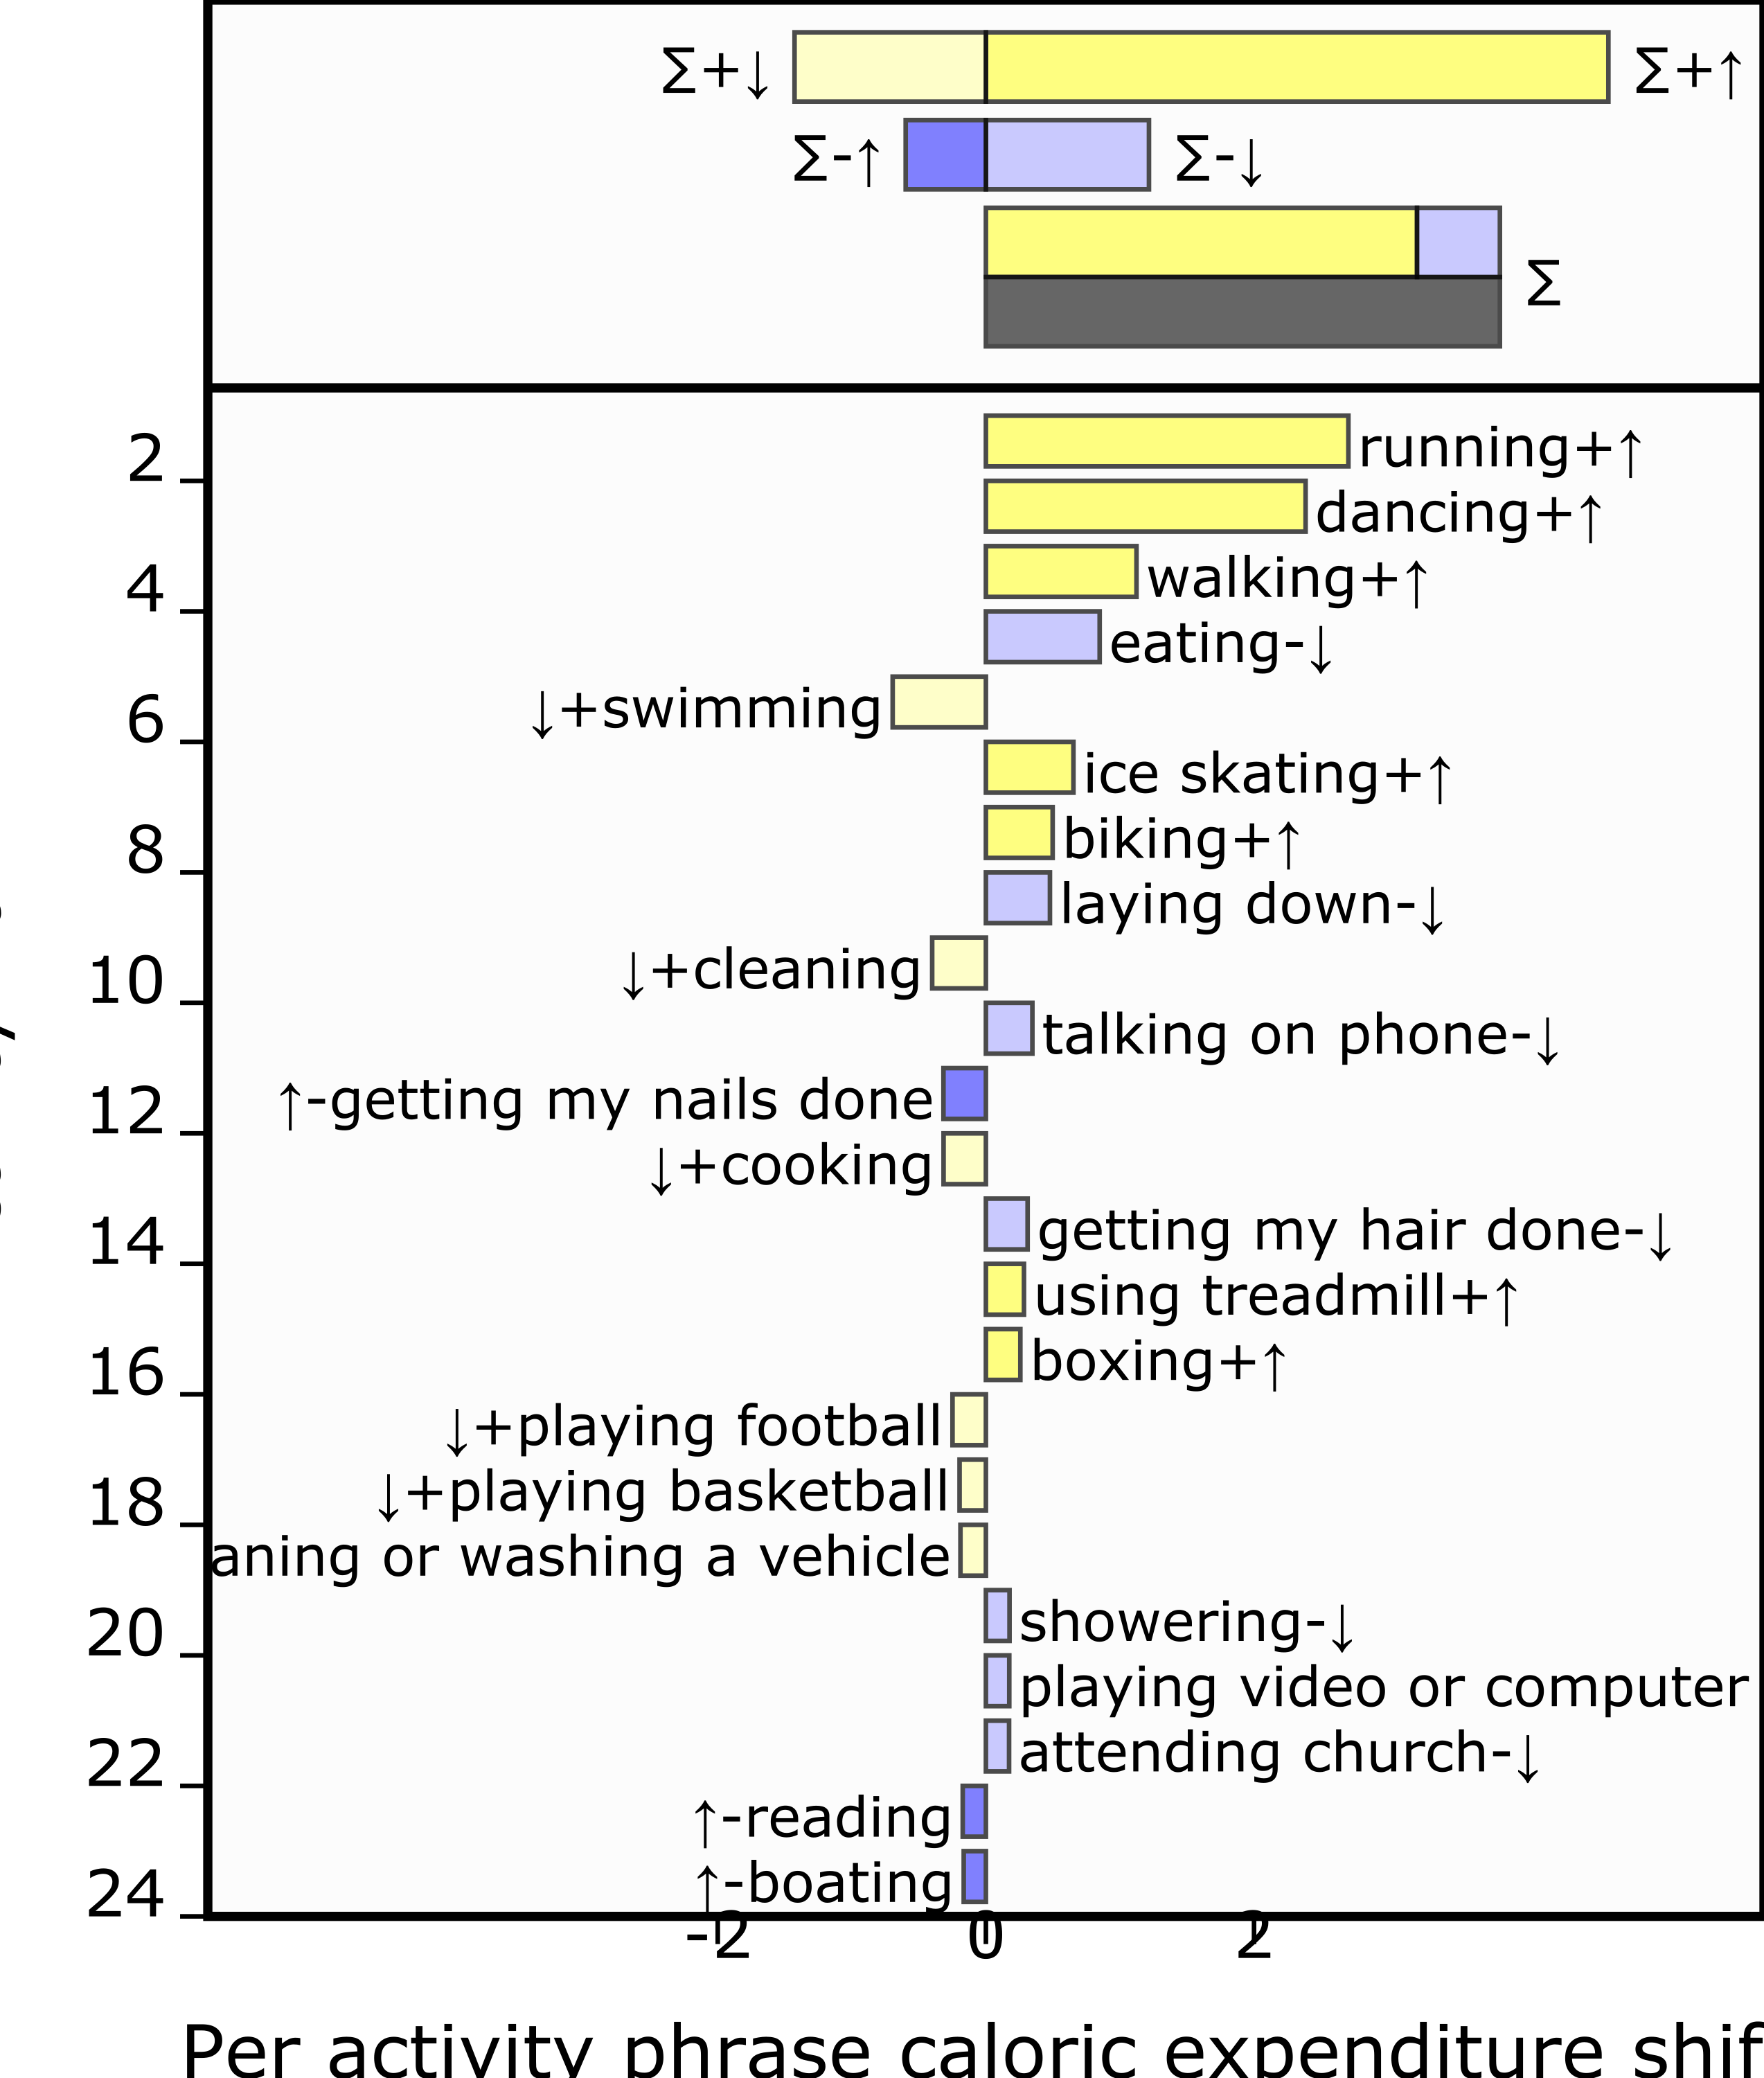 ∑+↓ ∑+↑
∑-↑ ∑-↓
∑
2 running+↑
dancing+↑
4 walking+↑
eating-↓
6 ↓+swimming
ice skating+↑
8 biking+↑
laying down-↓
10 ↓+cleaning
talking on phone-↓
12 ↑-getting my nails done
↓+cooking
14 getting my hair done-↓
using treadmill+↑
16 boxing+↑
↓+playing football
18 ↓+playing basketball
aning or washing a vehicle
20 showering-↓
playing video or computer
22 attending church-↓
↑-reading
24 ↑-boating
-2 0 2
Per activity phrase caloric expenditure shif